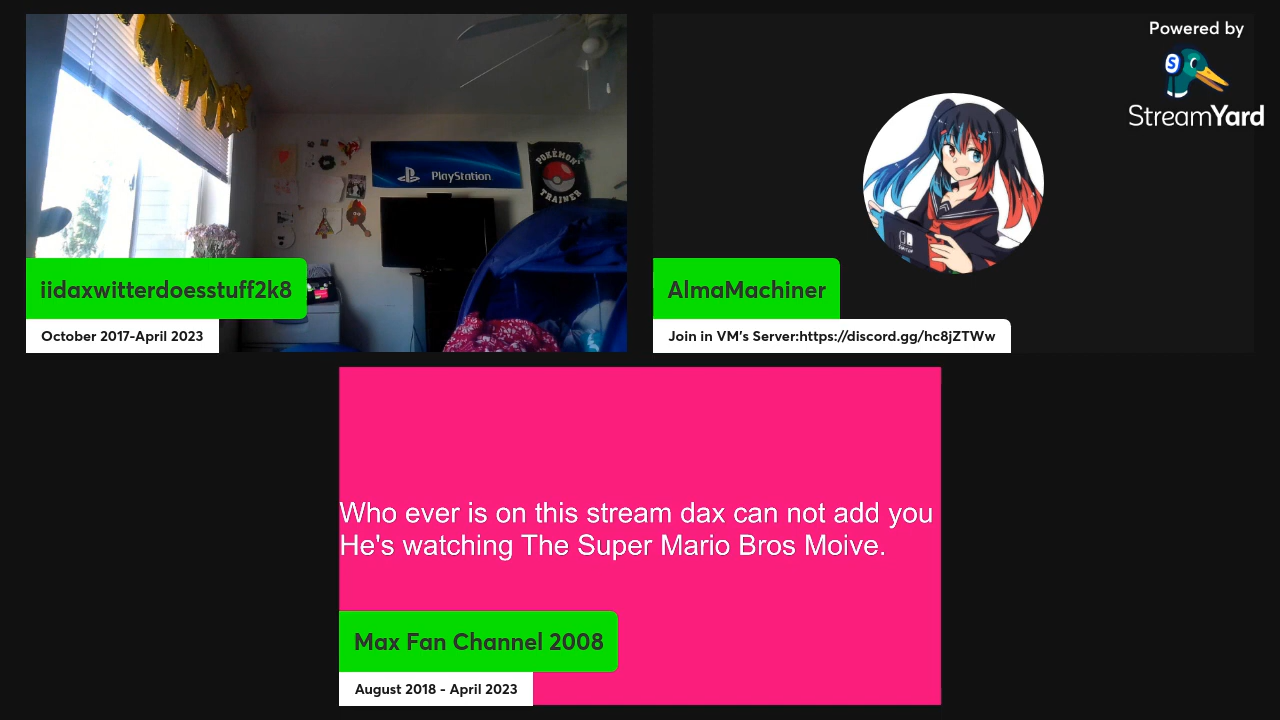 Powered by
StreamYard
PlayStation
POKÉMON
TRAINER
iidaxwitterdoesstuff2k8
October 2017-April 2023
S
SWITCH
AlmaMachiner
Join in VM's Server:https://discord.gg/hc8jZTWw
Who ever is on this stream dax can not add you
He's watching The Super Mario Bros Moive.
Max Fan Channel 2008
August 2018 - April 2023